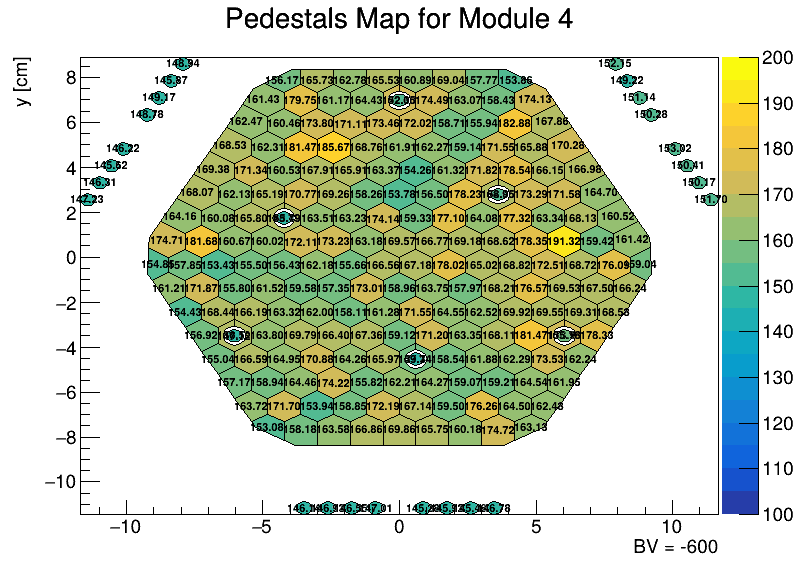 Pedestals Map for Module 4
y [cm]
8
6
4
2
0
−2
−4
−6
−8
−10
148.94
145.87
149.17
148.78
146.22
146.31
147.23
152.15
149.22
151.14
150.28
153.02
150.41
150.17
151.70
156.17 165.73 162.78 165.53 160.89 169.04 157.77 153.86
161.43 179.75 161.17 164.43 174.49 163.07 158.43 174.13
162.47 160.46 173.80 171.11 173.46 172.02 158.71 155.94 182.88 167.86
168.53 162.31 181.47 185.67 168.76 161.91 162.27 159.14 171.55 165.88 170.28
169.38 171.34 160.53 160.91 167.91 163.37 154.26 161.32 171.82 178.54 166.15 166.98
168.07 162.13 165.19 170.77 169.26 158.26 153.78 156.50 178.23 173.29 171.58 164.70
164.16 160.08 165.80 163.51 163.23 174.14 159.33 177.10 164.08 177.32 163.34 168.13 160.52
174.71 181.68 160.67 160.02 172.11 173.23 163.18 169.57 166.77 169.18 168.62 178.35 191.32 159.42 161.42
157.85 153.43 155.50 156.43 162.18 155.66 166.56 167.18 178.02 165.02 168.82 172.51 168.72 176.09 159.04
161.21 171.87 155.80 161.52 159.58 157.35 173.01 158.96 163.75 157.97 168.21 176.57 169.53 167.50 166.24
154.43 168.44 166.19 163.32 162.00 158.11 161.28 171.55 164.55 162.52 169.92 169.31 168.53
156.92 163.80 169.79 166.40 167.36 159.12 171.20 163.35 168.11 181.47 178.33
155.04 166.59 164.95 170.88 164.26 165.97 158.54 161.88 162.29 173.53 162.24
157.17 158.94 164.46 174.22 155.82 162.21 164.27 159.07 159.21 164.54 161.95
163.72 171.70 153.94 158.85 172.19 167.14 159.50 176.26 164.50 162.48
153.08 158.18 163.58 166.86 169.86 165.75 160.18 174.72 163.13
−10 −5 0 5 10
BV = -600
200
190
180
170
160
150
140
130
120
110
100